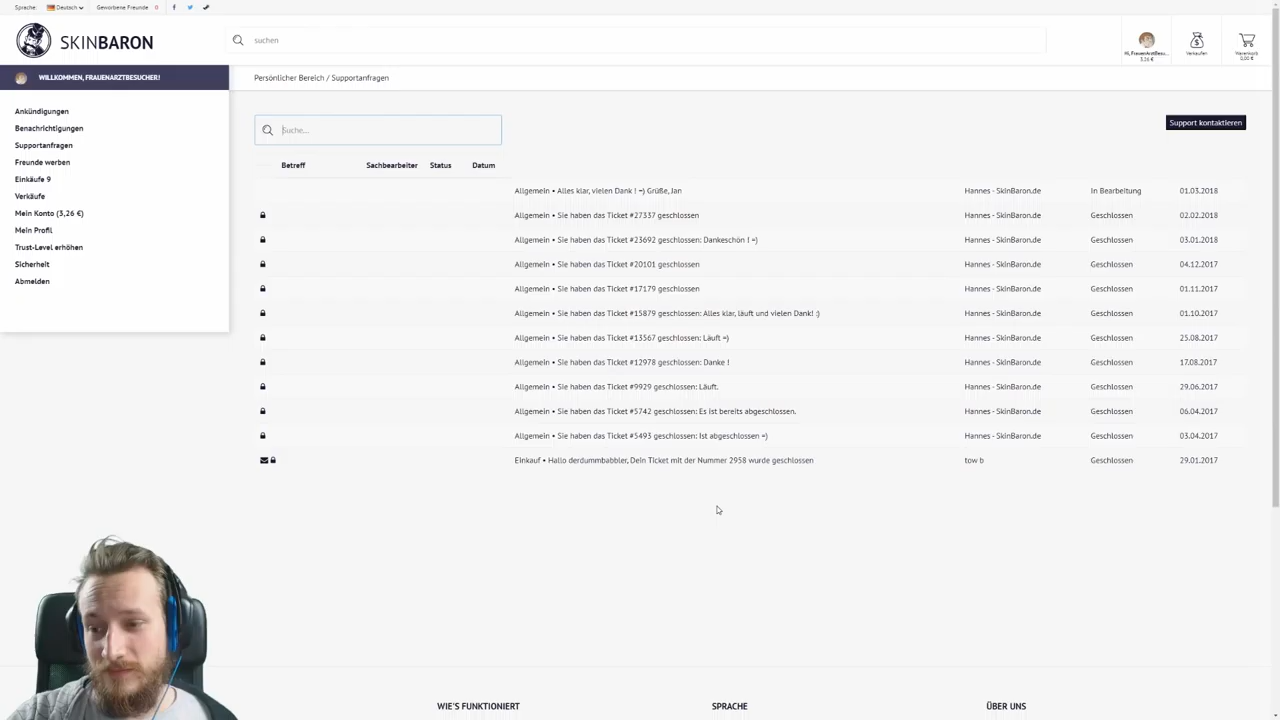 Sprache: Deutsch Geworbene Freunde 0
SKINBARON
suchen
Hi, FrauenArztBesu... Verkaufen Warenkorb
3,26 € 0,00 €
WILLKOMMEN, FRAUENARZTBESUCHER!
Persönlicher Bereich / Supportanfragen
Ankündigungen
Benachrichtigungen
Supportanfragen
Freunde werben
Einkäufe 9
Verkäufe
Mein Konto (3,26 €)
Mein Profil
Trust-Level erhöhen
Sicherheit
Abmelden
Suche...
Support kontaktieren
Betreff Sachbearbeiter Status Datum
Allgemein • Alles klar, vielen Dank ! =) Grüße, Jan Hannes - SkinBaron.de In Bearbeitung 01.03.2018
Allgemein • Sie haben das Ticket #27337 geschlossen Hannes - SkinBaron.de Geschlossen 02.02.2018
Allgemein • Sie haben das Ticket #23692 geschlossen: Dankeschön ! =) Hannes - SkinBaron.de Geschlossen 03.01.2018
Allgemein • Sie haben das Ticket #20101 geschlossen Hannes - SkinBaron.de Geschlossen 04.12.2017
Allgemein • Sie haben das Ticket #17179 geschlossen Hannes - SkinBaron.de Geschlossen 01.11.2017
Allgemein • Sie haben das Ticket #15879 geschlossen: Alles klar, läuft und vielen Dank! :) Hannes - SkinBaron.de Geschlossen 01.10.2017
Allgemein • Sie haben das Ticket #13567 geschlossen: Läuft =) Hannes - SkinBaron.de Geschlossen 25.08.2017
Allgemein • Sie haben das Ticket #12978 geschlossen: Danke ! Hannes - SkinBaron.de Geschlossen 17.08.2017
Allgemein • Sie haben das Ticket #9929 geschlossen: Läuft. Hannes - SkinBaron.de Geschlossen 29.06.2017
Allgemein • Sie haben das Ticket #5742 geschlossen: Es ist bereits abgeschlossen. Hannes - SkinBaron.de Geschlossen 06.04.2017
Allgemein • Sie haben das Ticket #5493 geschlossen: Ist abgeschlossen =) Hannes - SkinBaron.de Geschlossen 03.04.2017
Einkauf • Hallo derdummbabbler, Dein Ticket mit der Nummer 2958 wurde geschlossen tow b Geschlossen 29.01.2017
WIE'S FUNKTIONIERT SPRACHE ÜBER UNS